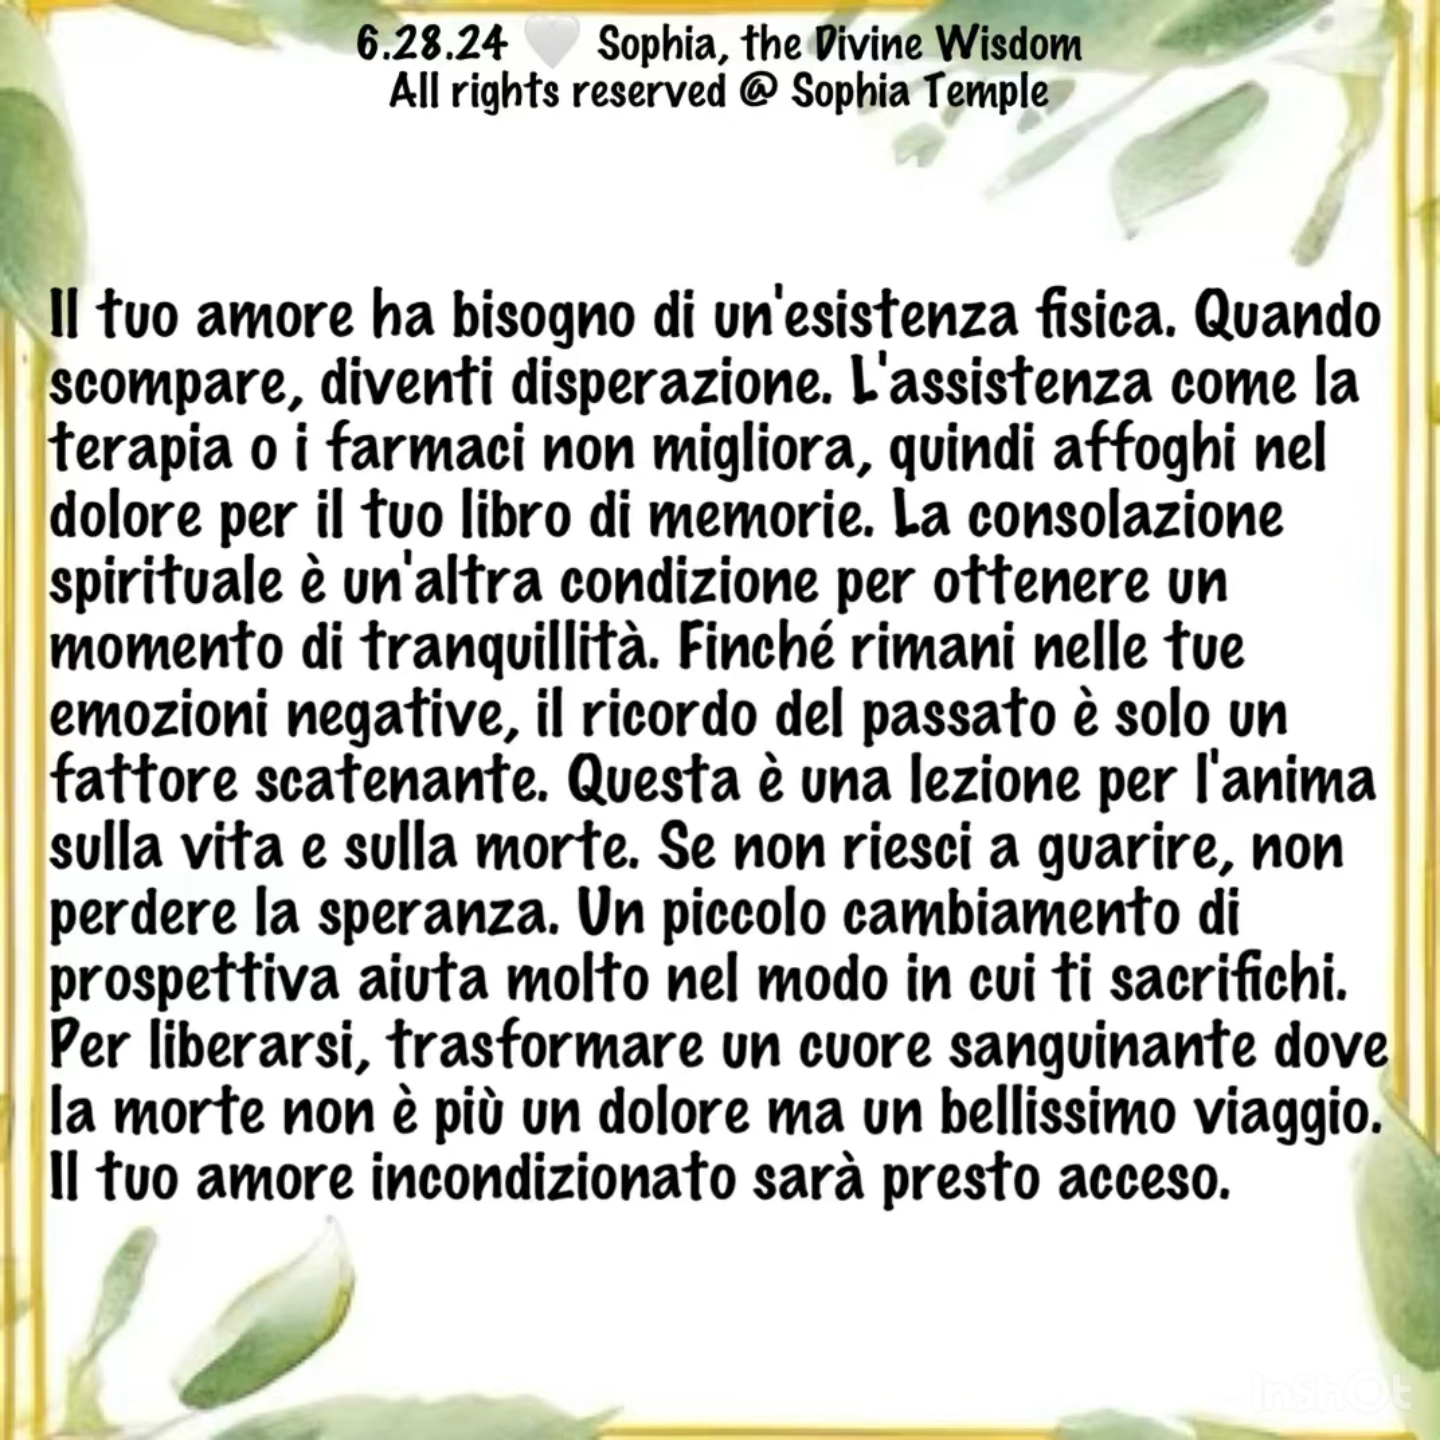 6.28.24 🤍 Sophia, the Divine Wisdom
All rights reserved @ Sophia Temple
Il tuo amore ha bisogno di un'esistenza fisica. Quando
scompare, diventi disperazione. L'assistenza come la
terapia o i farmaci non migliora, quindi affoghi nel
dolore per il tuo libro di memorie. La consolazione
spirituale è un'altra condizione per ottenere un
momento di tranquillità. Finché rimani nelle tue
emozioni negative, il ricordo del passato è solo un
fattore scatenante. Questa è una lezione per l'anima
sulla vita e sulla morte. Se non riesci a guarire, non
perdere la speranza. Un piccolo cambiamento di
prospettiva aiuta molto nel modo in cui ti sacrifichi.
Per liberarsi, trasformare un cuore sanguinante dove
la morte non è più un dolore ma un bellissimo viaggio.
Il tuo amore incondizionato sarà presto acceso.
InShOt